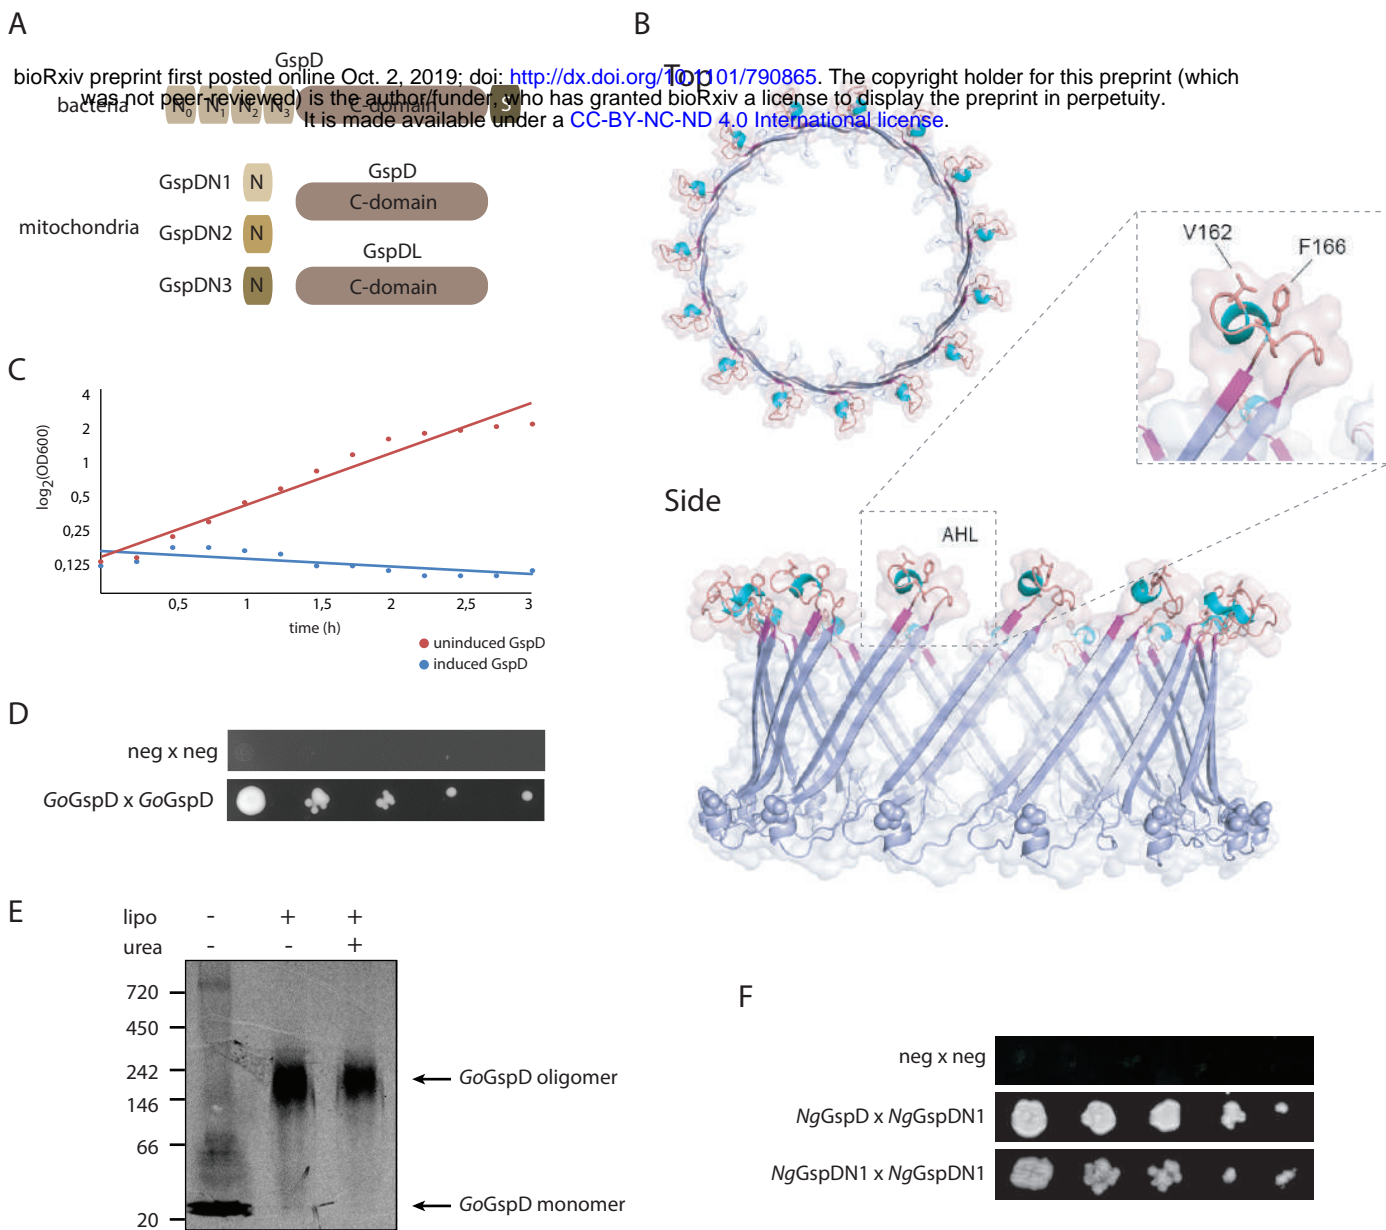 A
B
GspD
bioRxiv preprint first posted online Oct. 2, 2019; doi: http://dx.doi.org/10.1101/790865. The copyright holder for this preprint (which
Top
was not peer-reviewed) is the author/funder, who has granted bioRxiv a license to display the preprint in perpetuity.
bacteria N0 N1 N2 N3 C-domain S
It is made available under a CC-BY-NC-ND 4.0 International license.
GspDN1 N
GspD
C-domain
mitochondria
GspDN2 N
GspDL
GspDN3 N
C-domain
V162
F166
C
4
2
1
0,5
0,25
0,125
log2(OD600)
0,5 1 1,5 2 2,5 3
time (h)
uninduced GspD
induced GspD
Side
AHL
D
neg x neg
GoGspD x GoGspD
E
lipo - + +
urea - - +
720
450
242
146
66
20
GoGspD oligomer
GoGspD monomer
F
neg x neg
NgGspD x NgGspDN1
NgGspDN1 x NgGspDN1